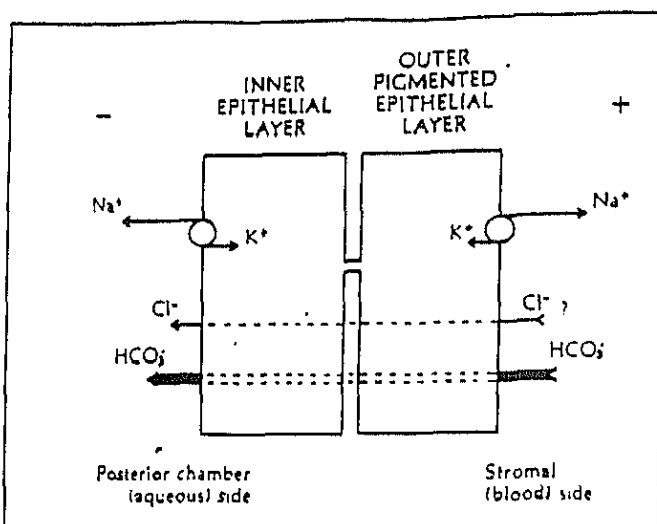 INNER
EPITHELIAL
LAYER
OUTER
PIGMENTED
EPITHELIAL
LAYER
−
+
Na⁺
K⁺
K⁺
Na⁺
Cl⁻
Cl⁻ ?
HCO₃⁻
HCO₃⁻
Posterior chamber
(aqueous) side
Stromal
(blood) side